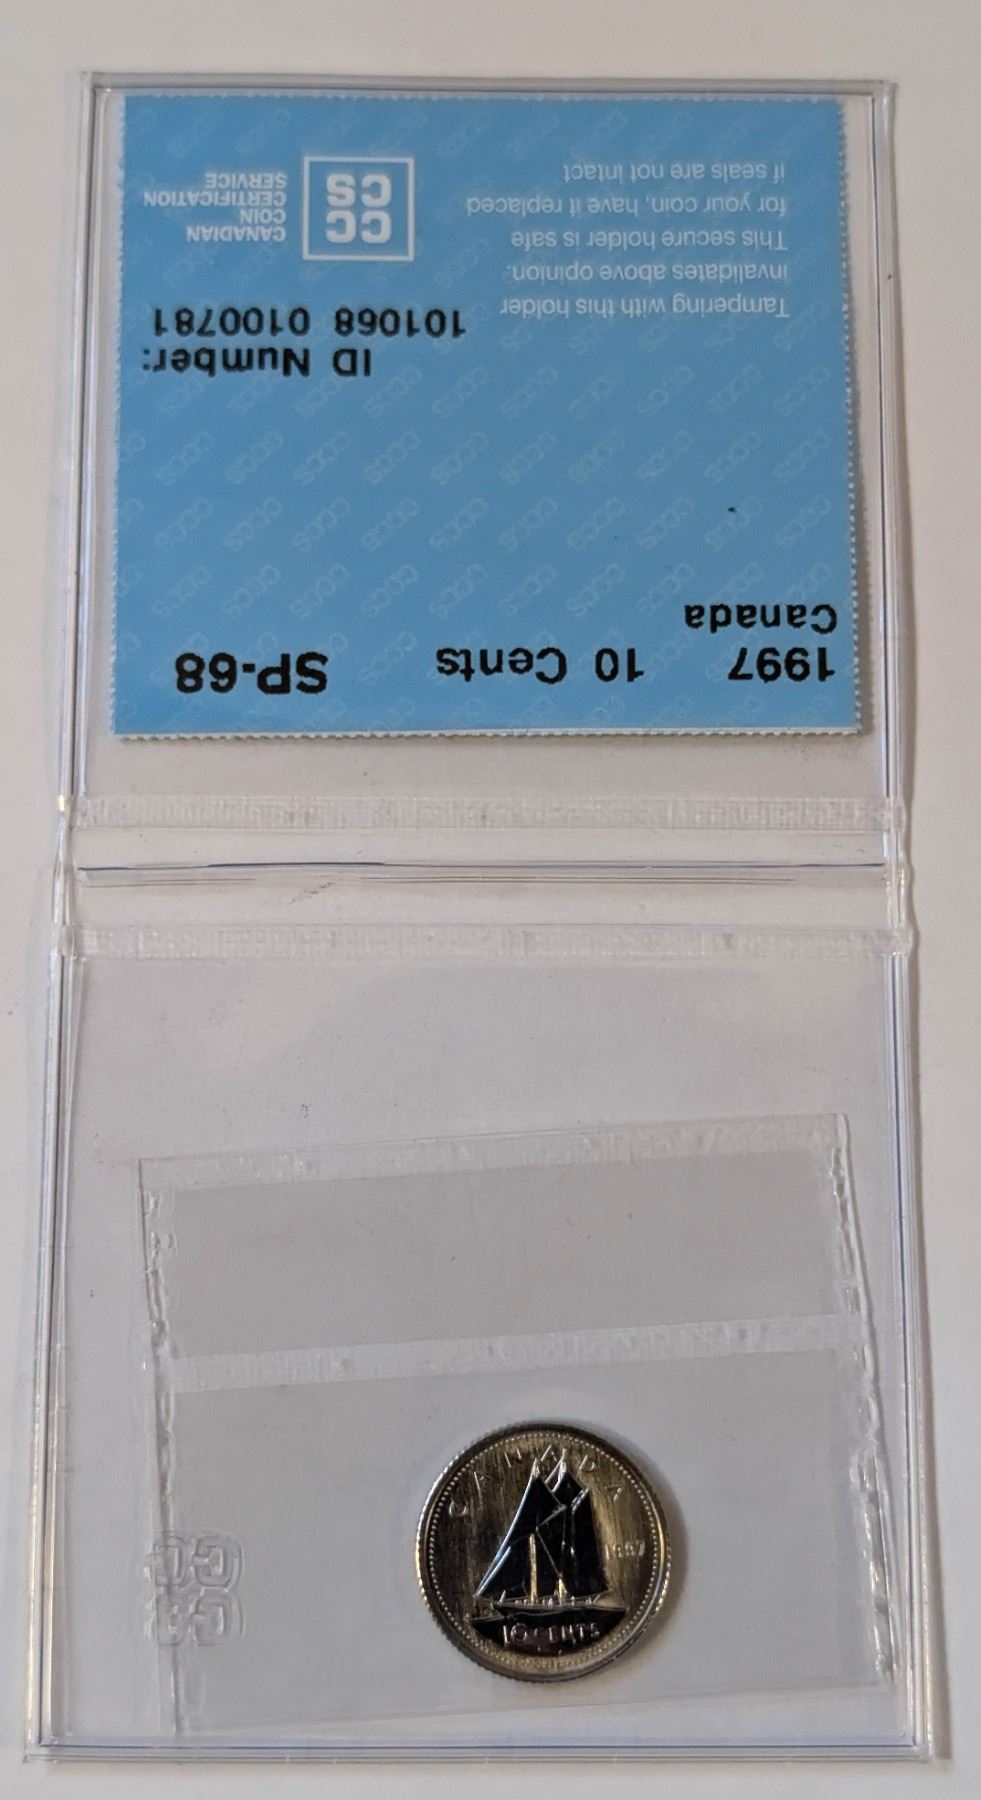 1997 10 Cents SP-68
Canada
ID Number:
101068 0100781
Tampering with this holder
invalidates above opinion.
This secure holder is safe
for your coin, have it replaced
if seals are not intact
CC
CS
CANADIAN
COIN
CERTIFICATION
SERVICE
CANADA
1997
10 CENTS
CC
CS